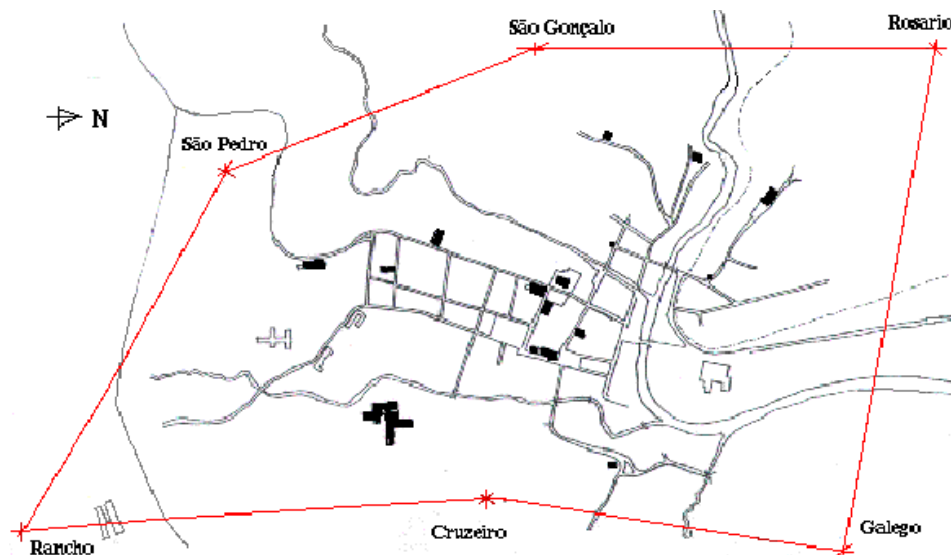 São Gonçalo
Rosario
N
São Pedro
Galego
Cruzeiro
Rancho